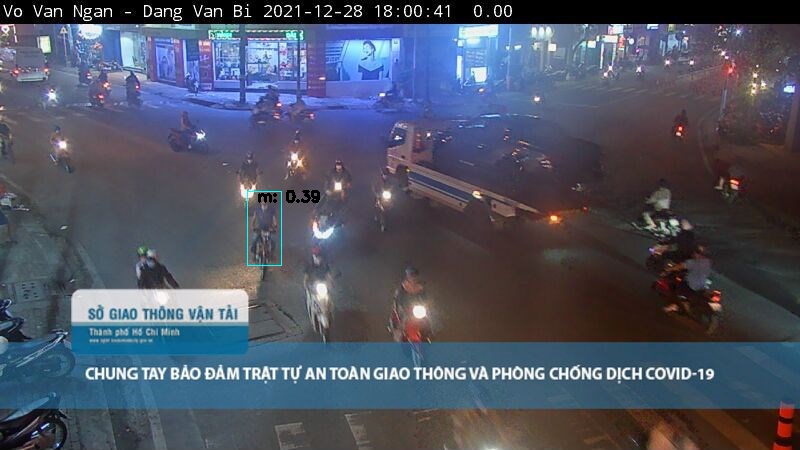 Vo Van Ngan - Dang Van Bi 2021-12-28 18:00:41 0.00
m: 0.39
SỞ GIAO THÔNG VẬN TẢI
Thành phố Hồ Chí Minh
CHUNG TAY BẢO ĐẢM TRẬT TỰ AN TOÀN GIAO THÔNG VÀ PHÒNG CHỐNG DỊCH COVID-19